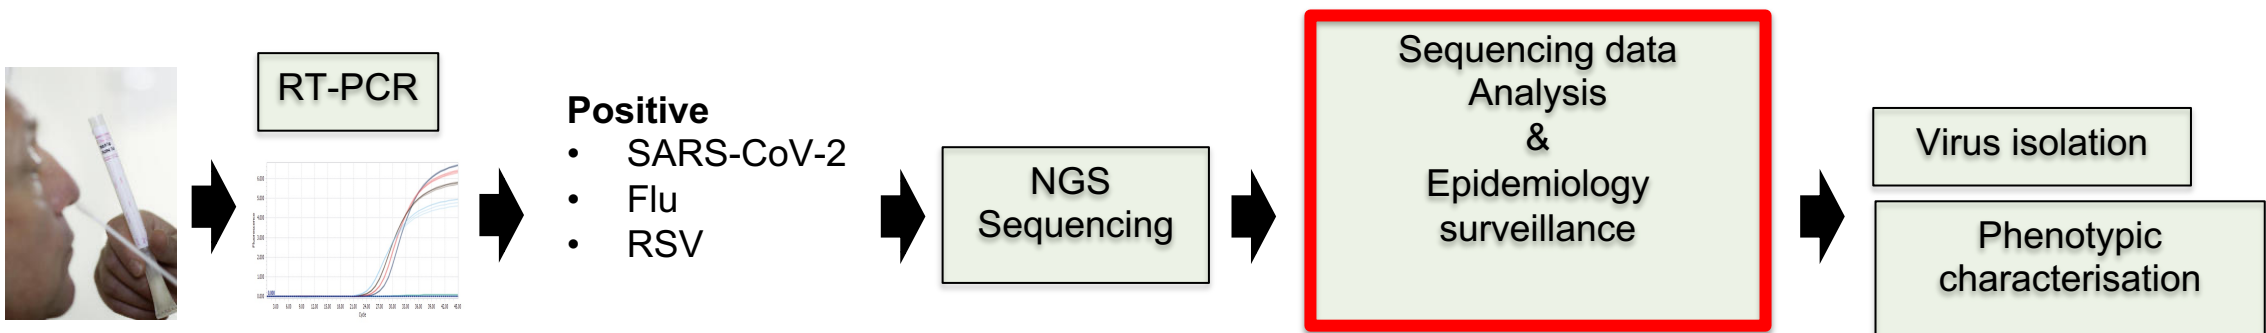 RT-PCR
Positive
• SARS-CoV-2
• Flu
• RSV
NGS
Sequencing
Sequencing data
Analysis
&
Epidemiology
surveillance
Virus isolation
Phenotypic
characterisation